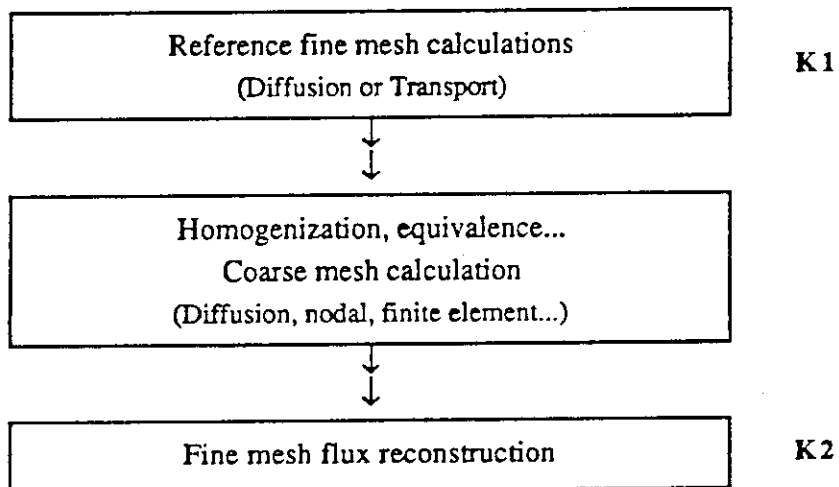 Reference fine mesh calculations
(Diffusion or Transport)
K1
Homogenization, equivalence...
Coarse mesh calculation
(Diffusion, nodal, finite element...)
Fine mesh flux reconstruction
K2